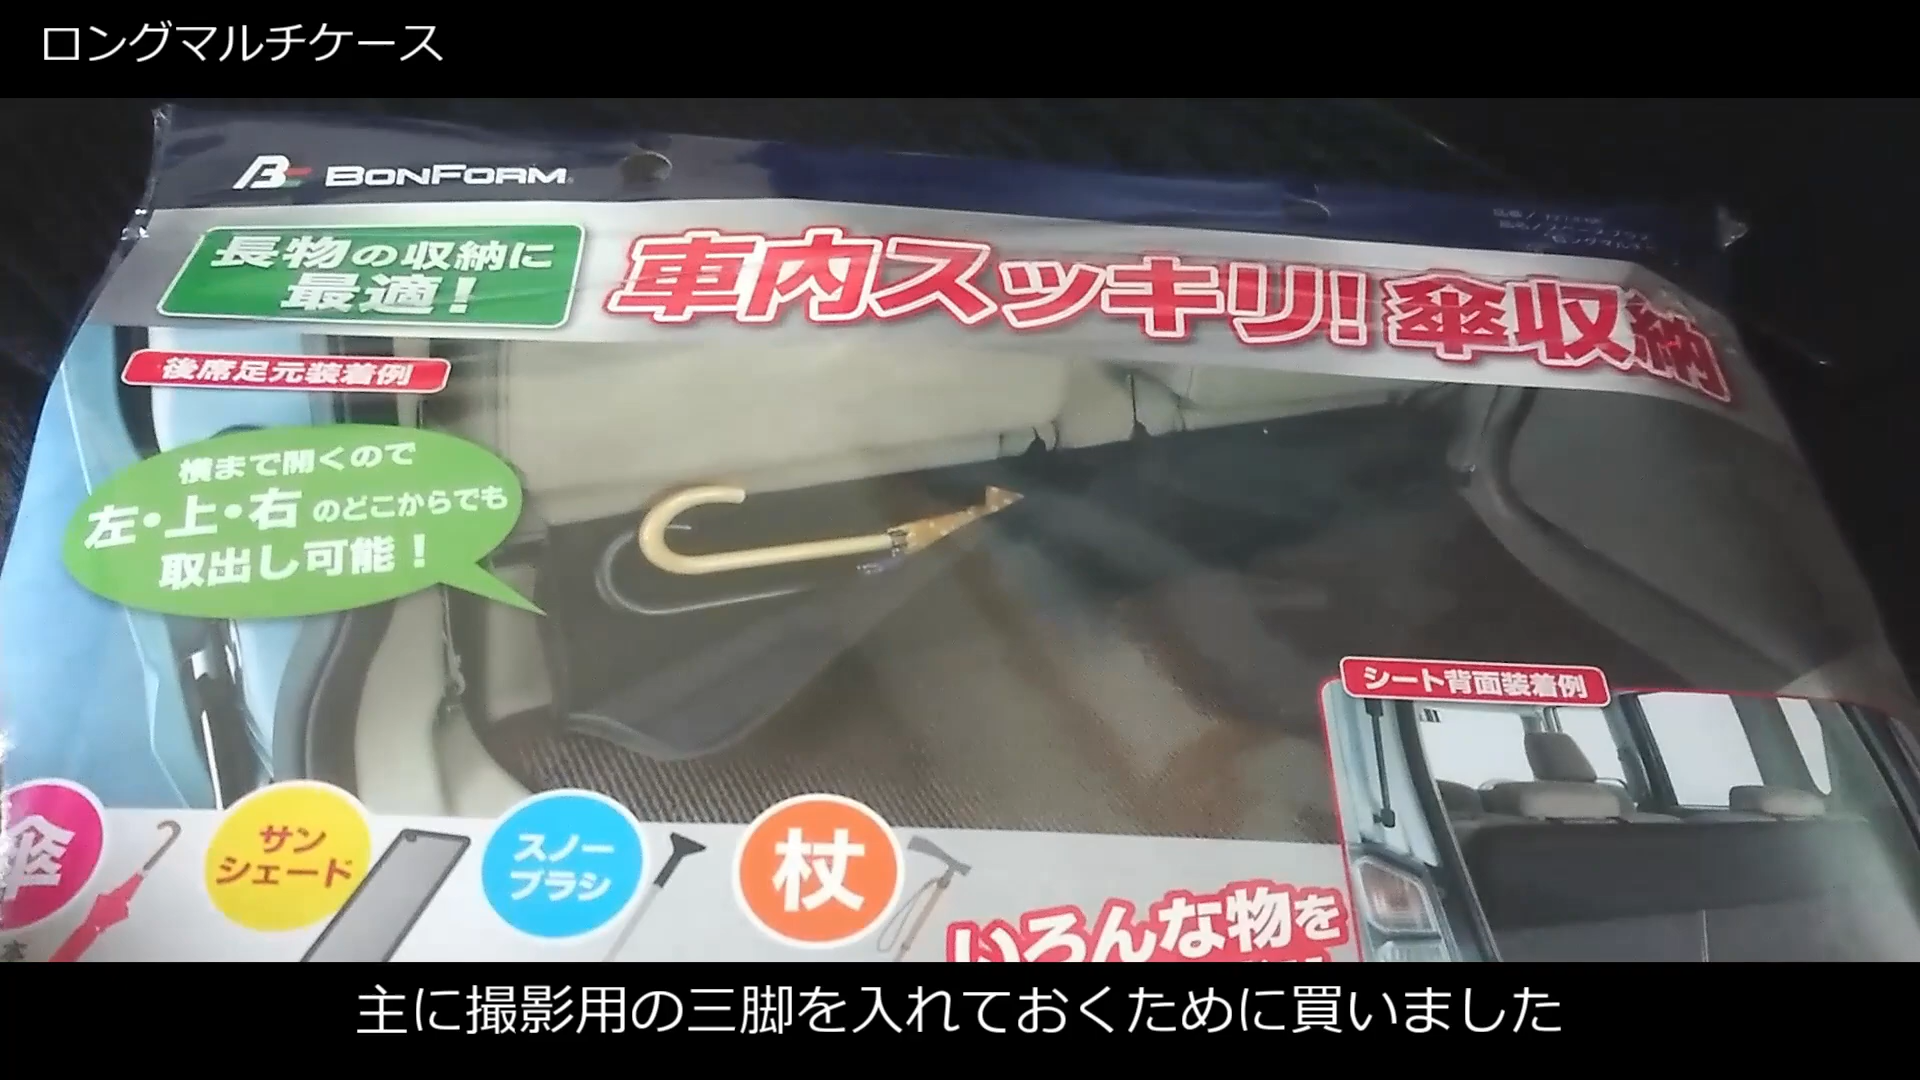 ロングマルチケース
BONFORM
長物の収納に
最適！
車内スッキリ！傘収納
後席足元装着例
横まで開くので
左・上・右のどこからでも
取出し可能！
シート背面装着例
傘
サン
シェード
スノー
ブラシ
杖
いろんな物を
主に撮影用の三脚を入れておくために買いました